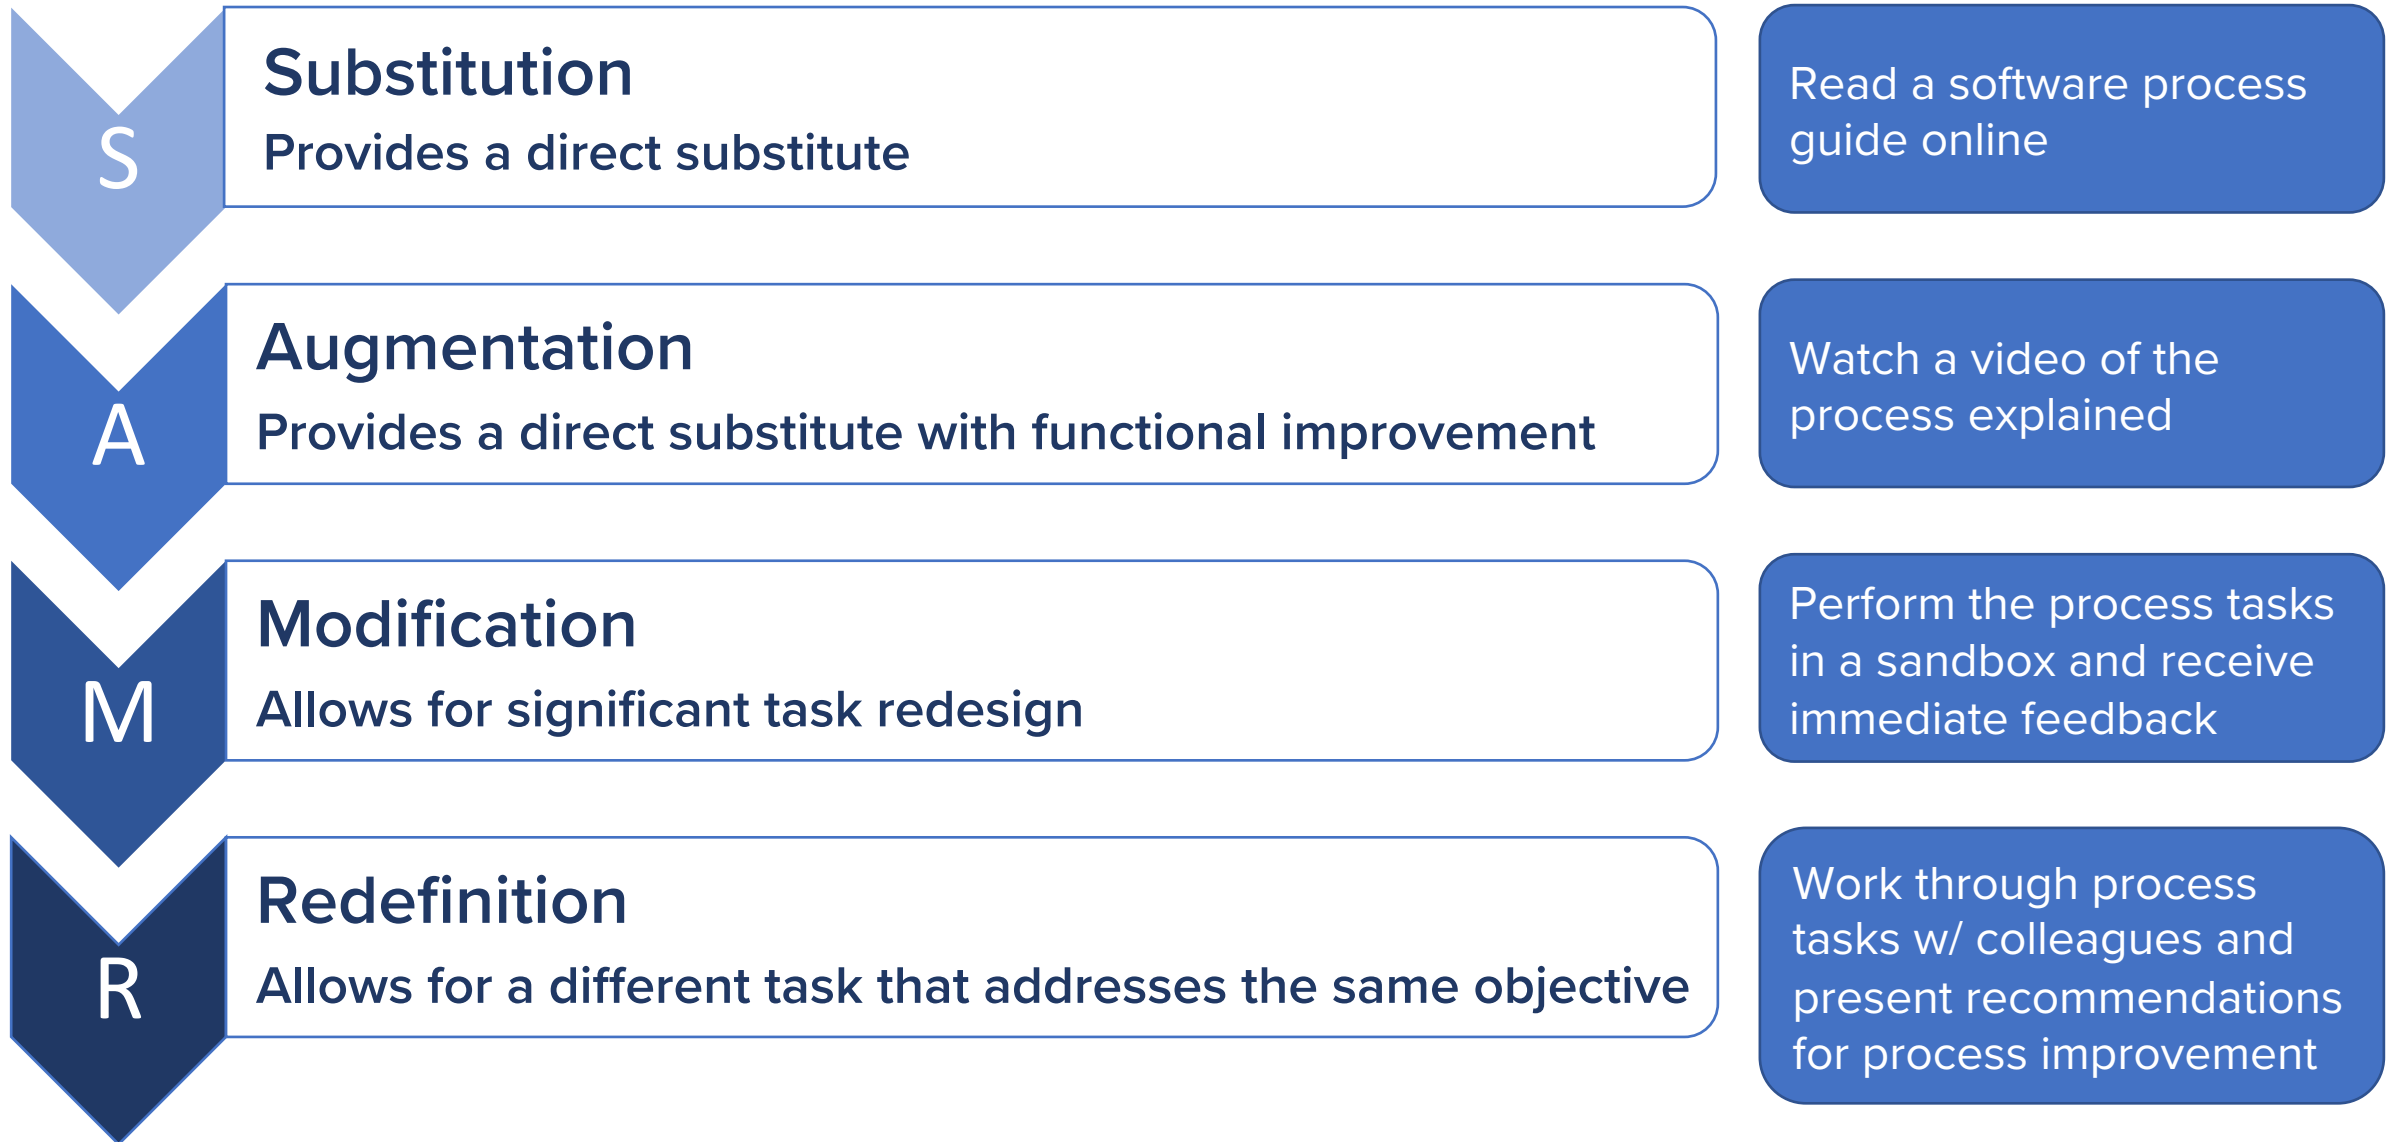 S
Substitution
Provides a direct substitute
Read a software process
guide online
A
Augmentation
Provides a direct substitute with functional improvement
Watch a video of the
process explained
M
Modification
Allows for significant task redesign
Perform the process tasks
in a sandbox and receive
immediate feedback
R
Redefinition
Allows for a different task that addresses the same objective
Work through process
tasks w/ colleagues and
present recommendations
for process improvement